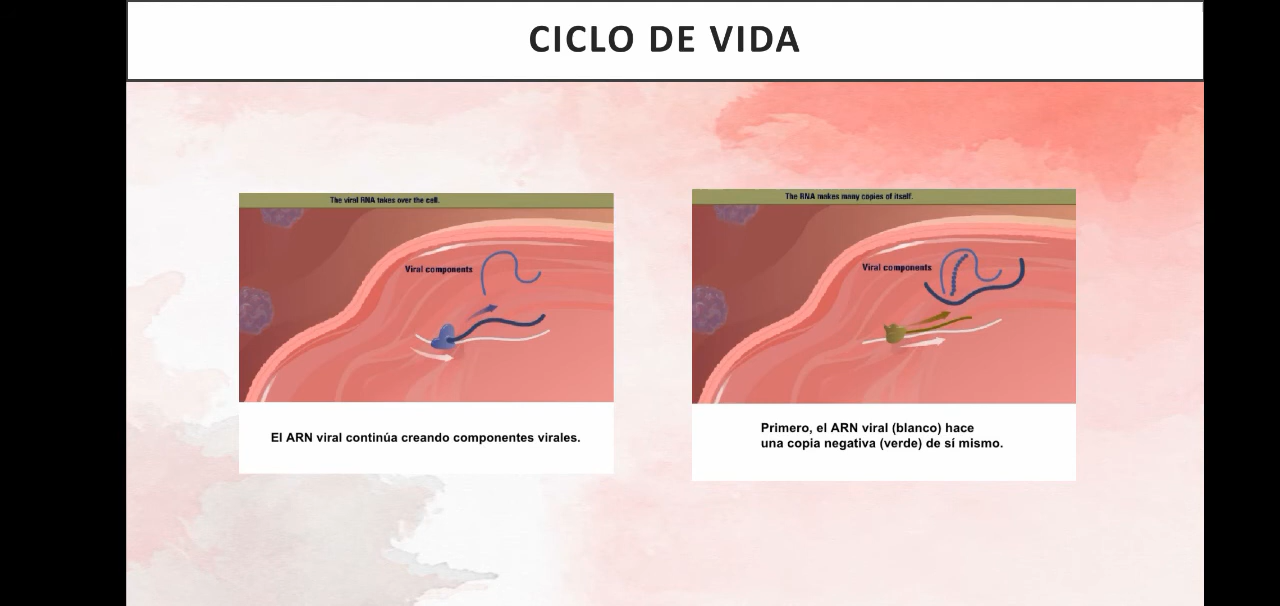 CICLO DE VIDA
The viral RNA takes over the cell.
Viral components
El ARN viral continúa creando componentes virales.
The RNA makes many copies of itself.
Viral components
Primero, el ARN viral (blanco) hace
una copia negativa (verde) de sí mismo.